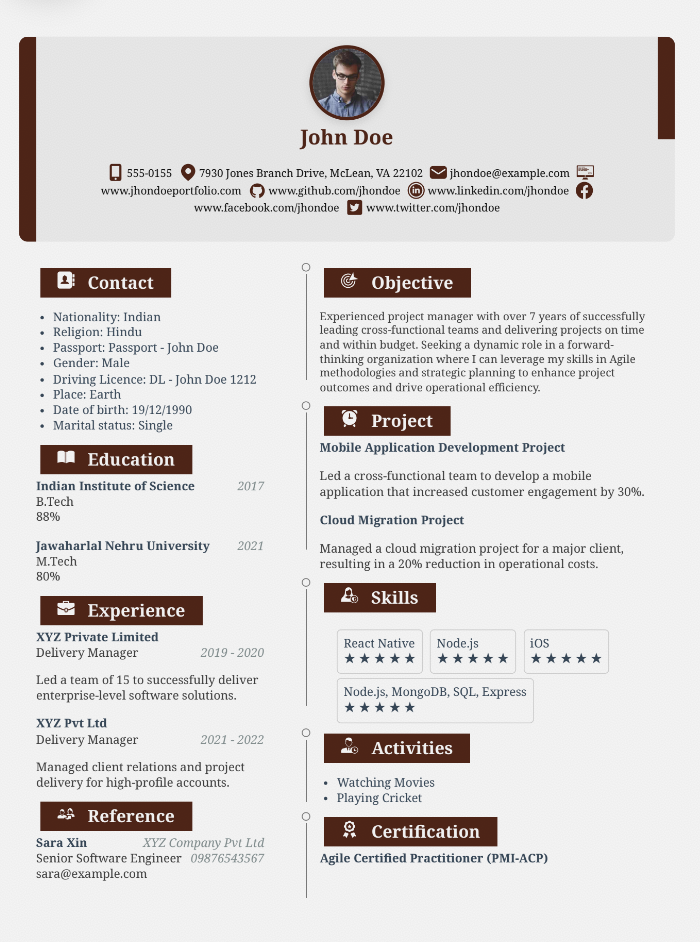 John Doe
555-0155 7930 Jones Branch Drive, McLean, VA 22102 jhondoe@example.com
www.jhondoeportfolio.com www.github.com/jhondoe www.linkedin.com/jhondoe
www.facebook.com/jhondoe www.twitter.com/jhondoe
Contact
• Nationality: Indian
• Religion: Hindu
• Passport: Passport - John Doe
• Gender: Male
• Driving Licence: DL - John Doe 1212
• Place: Earth
• Date of birth: 19/12/1990
• Marital status: Single
Education
Indian Institute of Science 2017
B.Tech
88%
Jawaharlal Nehru University 2021
M.Tech
80%
Experience
XYZ Private Limited
Delivery Manager 2019 - 2020
Led a team of 15 to successfully deliver
enterprise-level software solutions.
XYZ Pvt Ltd
Delivery Manager 2021 - 2022
Managed client relations and project
delivery for high-profile accounts.
Reference
Sara Xin XYZ Company Pvt Ltd
Senior Software Engineer 09876543567
sara@example.com
Objective
Experienced project manager with over 7 years of successfully
leading cross-functional teams and delivering projects on time
and within budget. Seeking a dynamic role in a forward-
thinking organization where I can leverage my skills in Agile
methodologies and strategic planning to enhance project
outcomes and drive operational efficiency.
Project
Mobile Application Development Project
Led a cross-functional team to develop a mobile
application that increased customer engagement by 30%.
Cloud Migration Project
Managed a cloud migration project for a major client,
resulting in a 20% reduction in operational costs.
Skills
React Native Node.js iOS
★★★★★ ★★★★★ ★★★★★
Node.js, MongoDB, SQL, Express
★★★★★
Activities
• Watching Movies
• Playing Cricket
Certification
Agile Certified Practitioner (PMI-ACP)